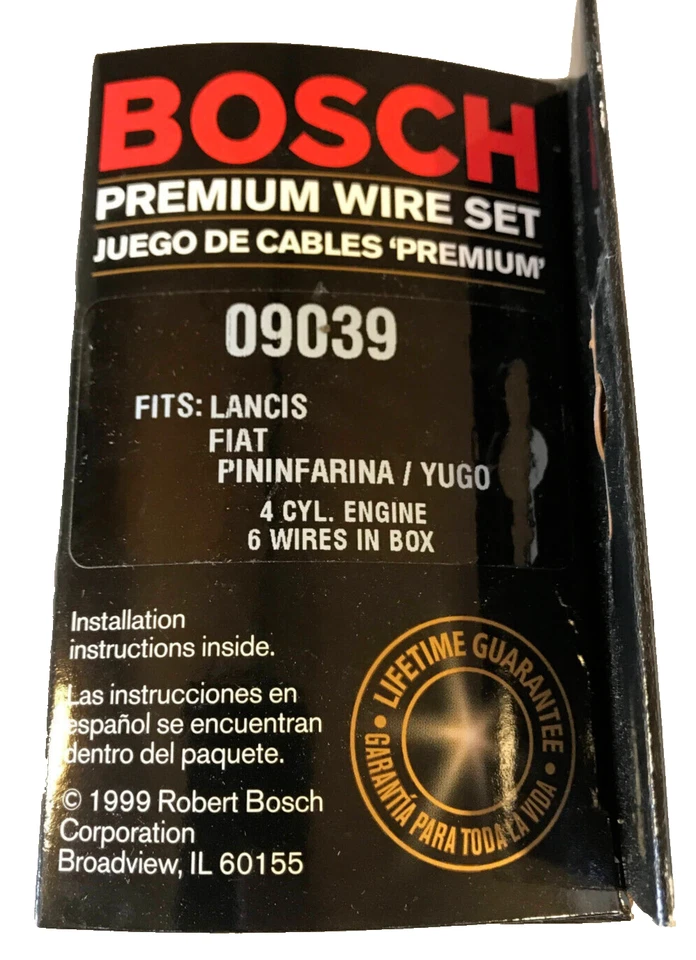 BOSCH
PREMIUM WIRE SET
JUEGO DE CABLES ‘PREMIUM’
09039
FITS: LANCIS
FIAT
PININFARINA / YUGO
4 CYL. ENGINE
6 WIRES IN BOX
Installation
instructions inside.
Las instrucciones en
español se encuentran
dentro del paquete.
© 1999 Robert Bosch
Corporation
Broadview, IL 60155
• LIFETIME GUARANTEE •
GARANTÍA PARA TODA LA VIDA